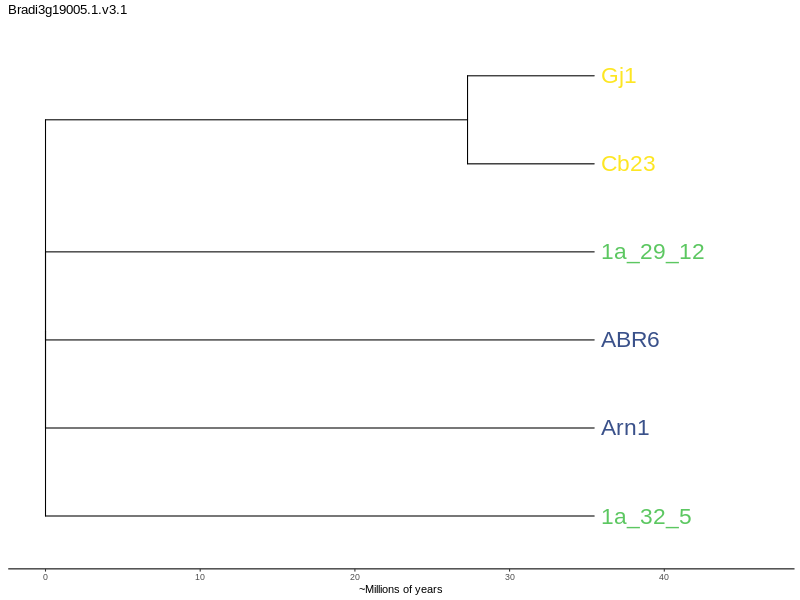 Bradi3g19005.1.v3.1
Gj1
Cb23
1a_29_12
ABR6
Arn1
1a_32_5
0 10 20 30 40
~Millions of years